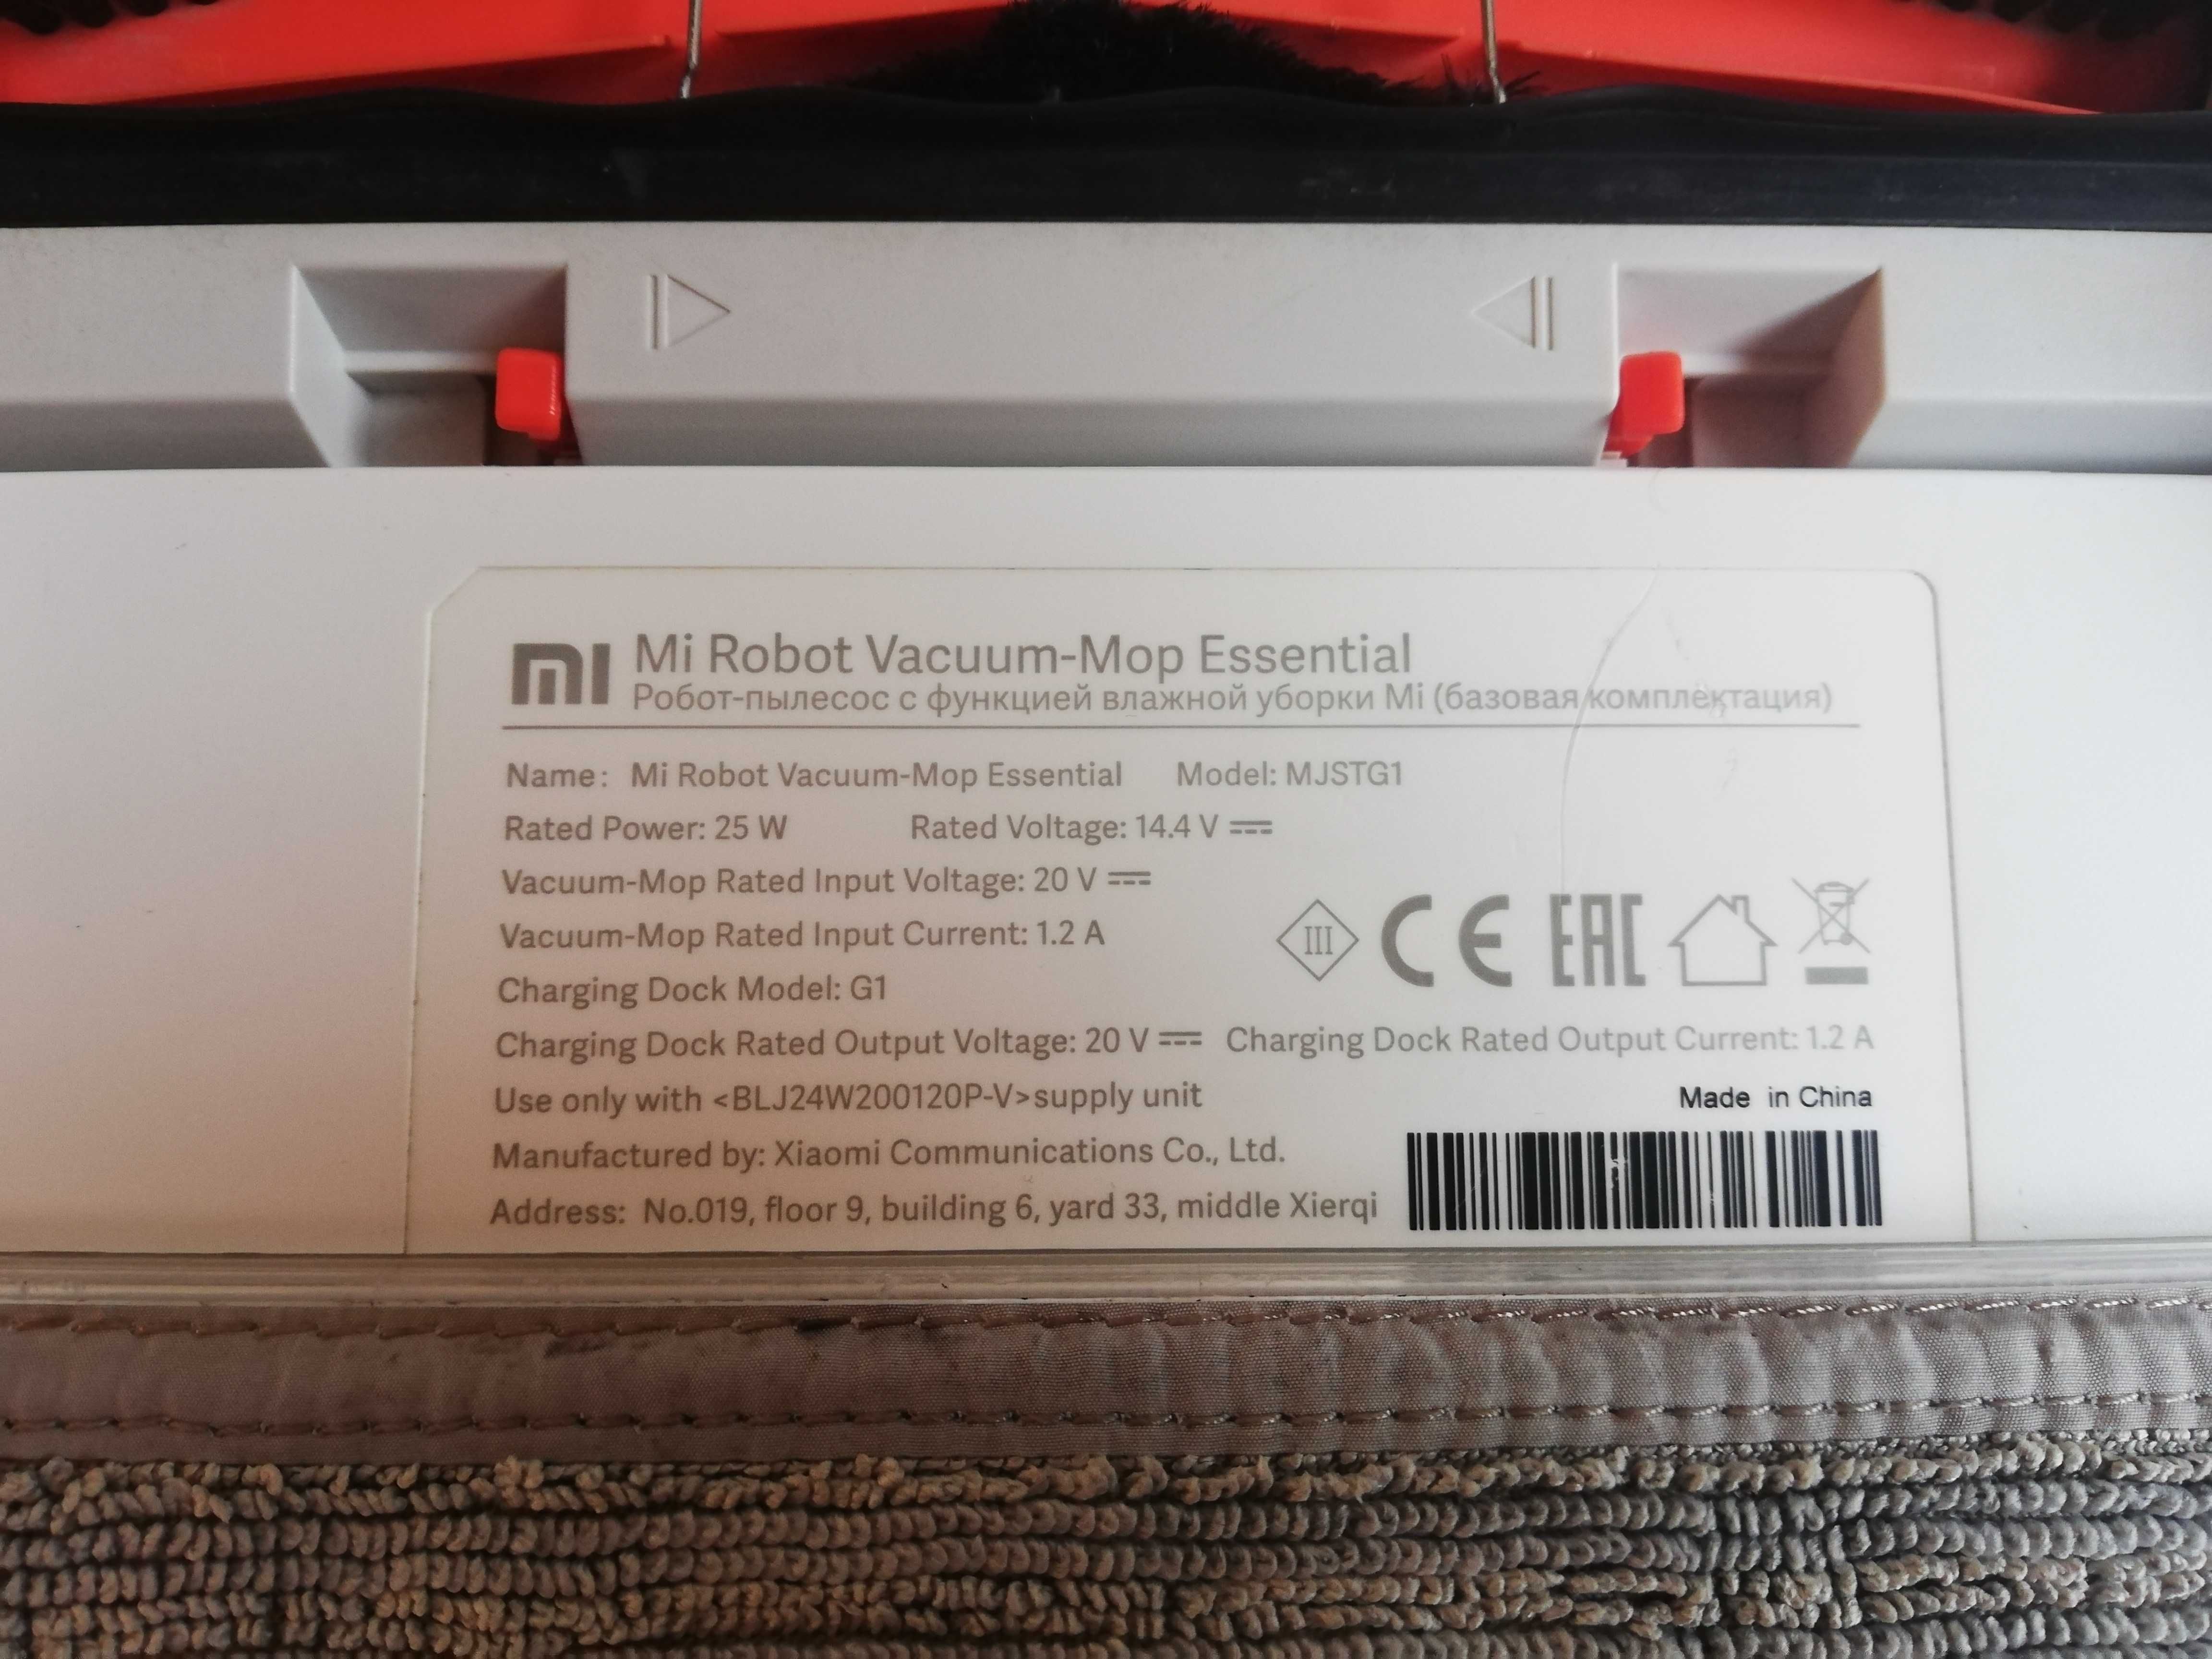 mi Mi Robot Vacuum-Mop Essential
Робот-пылесос с функцией влажной уборки Mi (базовая комплектация)
Name: Mi Robot Vacuum-Mop Essential Model: MJSTG1
Rated Power: 25 W Rated Voltage: 14.4 V
Vacuum-Mop Rated Input Voltage: 20 V
Vacuum-Mop Rated Input Current: 1.2 A
III CE EAC
Charging Dock Model: G1
Charging Dock Rated Output Voltage: 20 V Charging Dock Rated Output Current: 1.2 A
Use only with <BLJ24W200120P-V>supply unit
Made in China
Manufactured by: Xiaomi Communications Co., Ltd.
Address: No.019, floor 9, building 6, yard 33, middle Xierqi